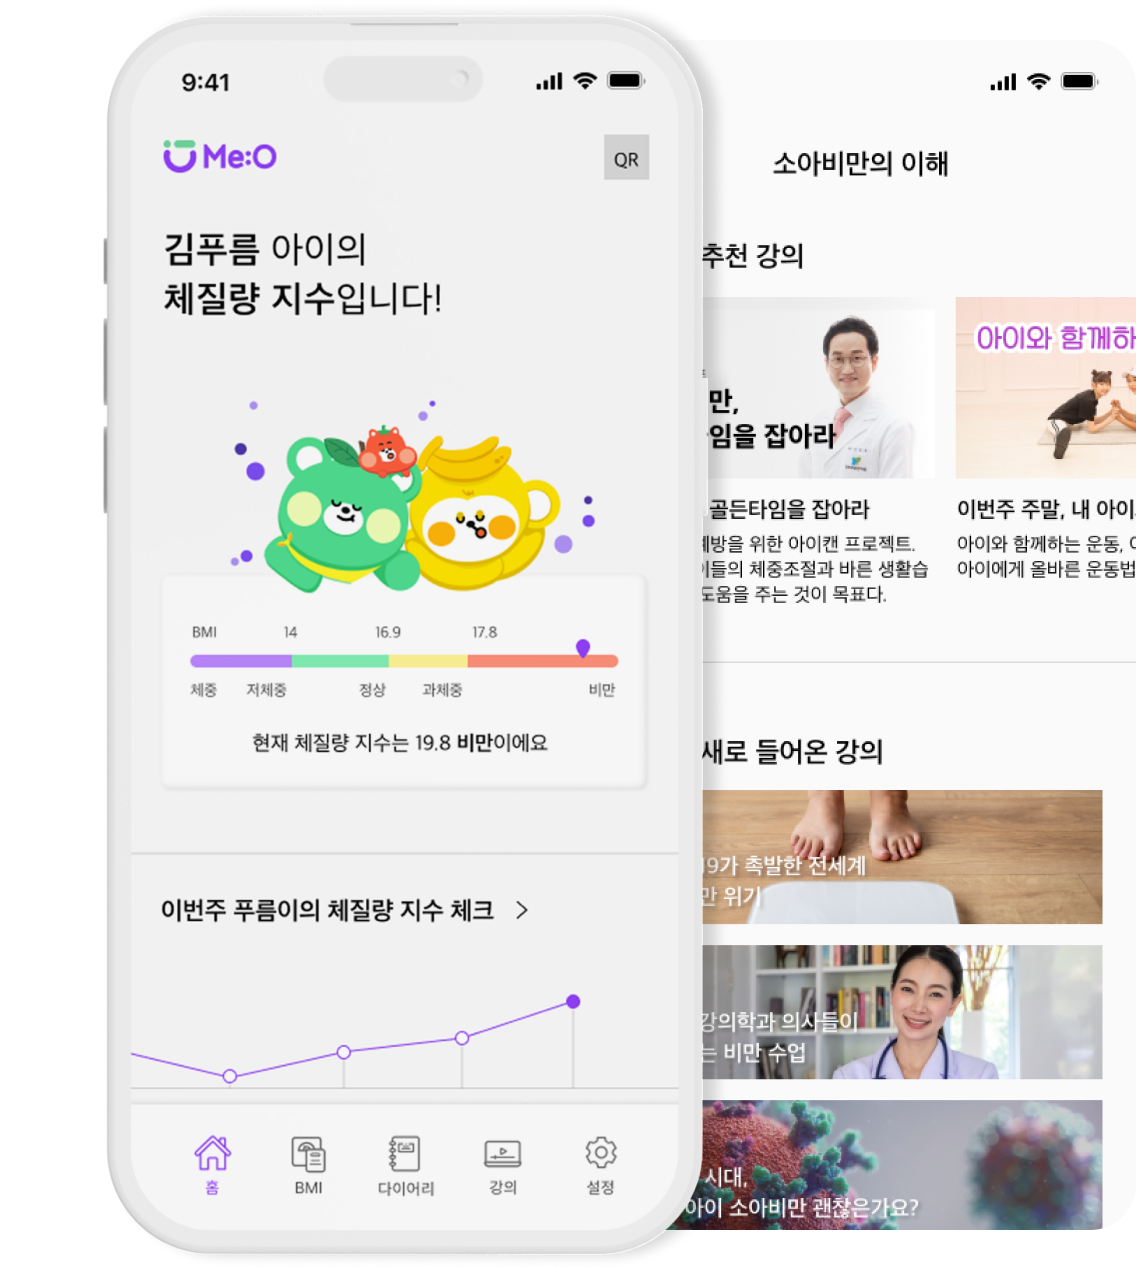 9:41
Me:O
QR
김푸름 아이의
체질량 지수입니다!
BMI 14 16.9 17.8
체중 저체중 정상 과체중 비만
현재 체질량 지수는 19.8 비만이에요
이번주 푸름이의 체질량 지수 체크 >
홈 BMI 다이어리 강의 설정
소아비만의 이해
추천 강의
만,
임을 잡아라
골든타임을 잡아라
방을 위한 아이캔 프로젝트.
들의 체중조절과 바른 생활습
도움을 주는 것이 목표다.
아이와 함께하
이번주 주말, 내 아이
아이와 함께하는 운동,
아이에게 올바른 운동법
새로 들어온 강의
19가 촉발한 전세계
만 위기
강의학과 의사들이
는 비만 수업
시대,
아이 소아비만 괜찮은가요?